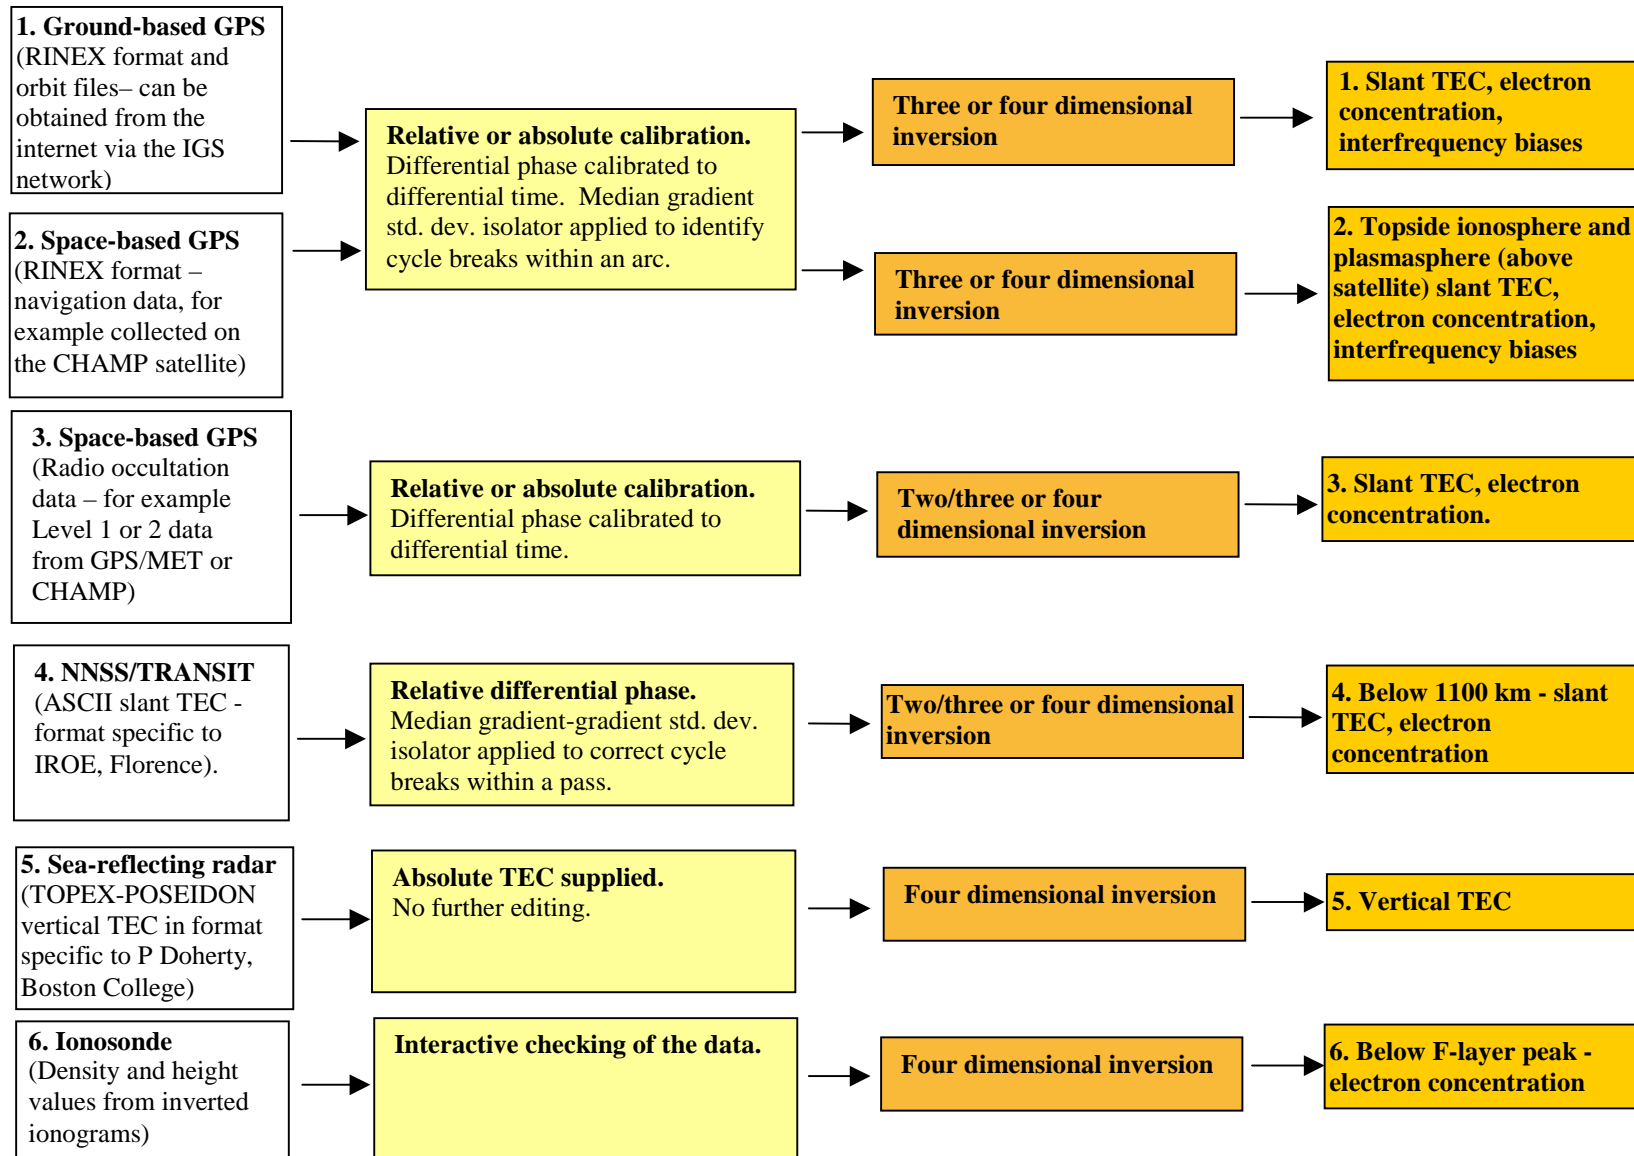 1. Ground-based GPS
(RINEX format and
orbit files– can be
obtained from the
internet via the IGS
network)
Relative or absolute calibration.
Differential phase calibrated to
differential time.  Median gradient
std. dev. isolator applied to identify
cycle breaks within an arc.
Three or four dimensional
inversion
1. Slant TEC, electron
concentration,
interfrequency biases
2. Space-based GPS
(RINEX format –
navigation data, for
example collected on
the CHAMP satellite)
Three or four dimensional
inversion
2. Topside ionosphere and
plasmasphere (above
satellite) slant TEC,
electron concentration,
interfrequency biases
3. Space-based GPS
(Radio occultation
data – for example
Level 1 or 2 data
from GPS/MET or
CHAMP)
Relative or absolute calibration.
Differential phase calibrated to
differential time.
Two/three or four
dimensional inversion
3. Slant TEC, electron
concentration.
4. NNSS/TRANSIT
(ASCII slant TEC -
format specific to
IROE, Florence).
Relative differential phase.
Median gradient-gradient std. dev.
isolator applied to correct cycle
breaks within a pass.
Two/three or four dimensional
inversion
4. Below 1100 km - slant
TEC, electron
concentration
5. Sea-reflecting radar
(TOPEX-POSEIDON
vertical TEC in format
specific to P Doherty,
Boston College)
Absolute TEC supplied.
No further editing.
Four dimensional inversion
5. Vertical TEC
6. Ionosonde
(Density and height
values from inverted
ionograms)
Interactive checking of the data.
Four dimensional inversion
6. Below F-layer peak -
electron concentration